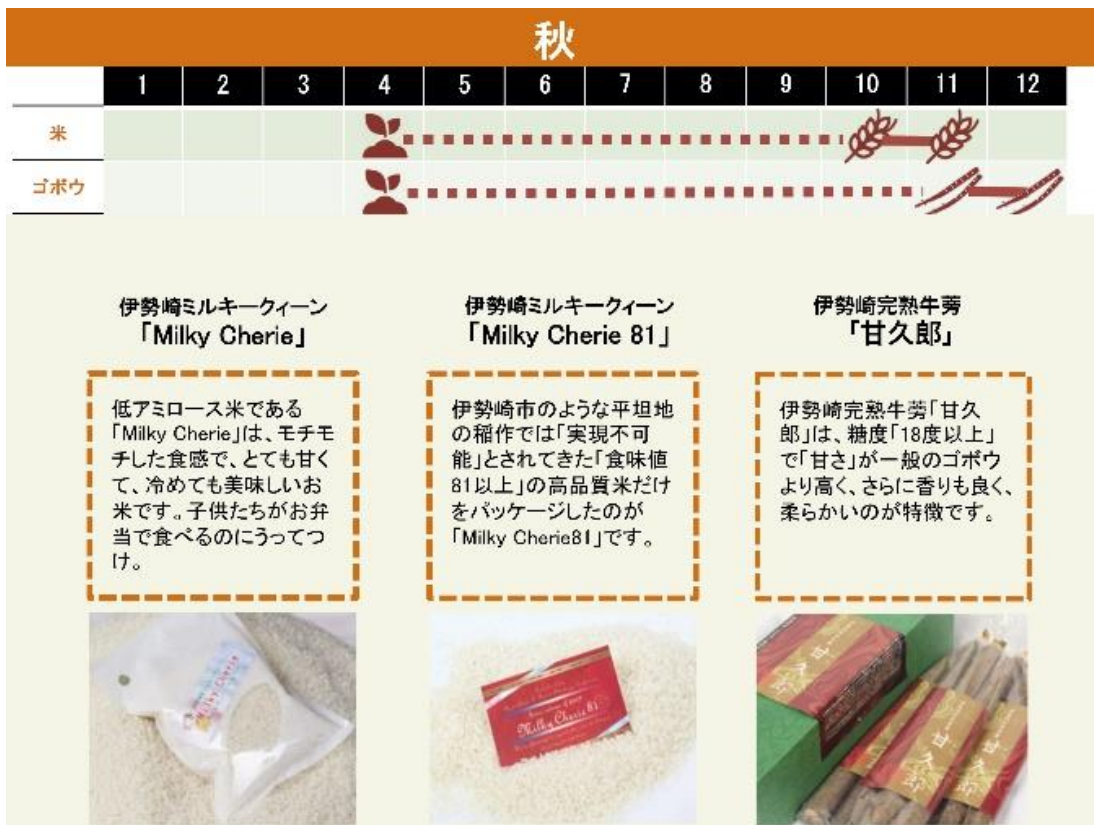 秋
1 2 3 4 5 6 7 8 9 10 11 12
米
ゴボウ
伊勢崎ミルキークィーン
「Milky Cherie」
低アミロース米である
「Milky Cherie」は、モチモ
チした食感で、とても甘く
て、冷めても美味しいお
米です。子供たちがお弁
当で食べるのにうってつ
け。
伊勢崎ミルキークィーン
「Milky Cherie 81」
伊勢崎市のような平坦地
の稲作では「実現不可
能」とされてきた「食味値
81以上」の高品質米だけ
をパッケージしたのが
「Milky Cherie81」です。
伊勢崎完熟牛蒡
「甘久郎」
伊勢崎完熟牛蒡「甘久
郎」は、糖度「18度以上」
で「甘さ」が一般のゴボウ
より高く、さらに香りも良く、
柔らかいのが特徴です。
Milky Cherie
Milky Cherie 81
甘久郎
甘久郎
甘久郎